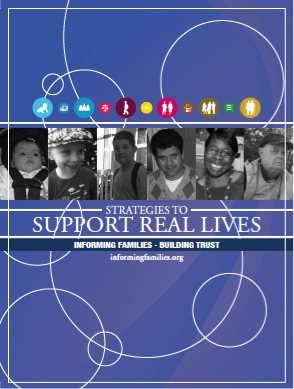 STRATEGIES TO
SUPPORT REAL LIVES
INFORMING FAMILIES - BUILDING TRUST
informingfamilies.org